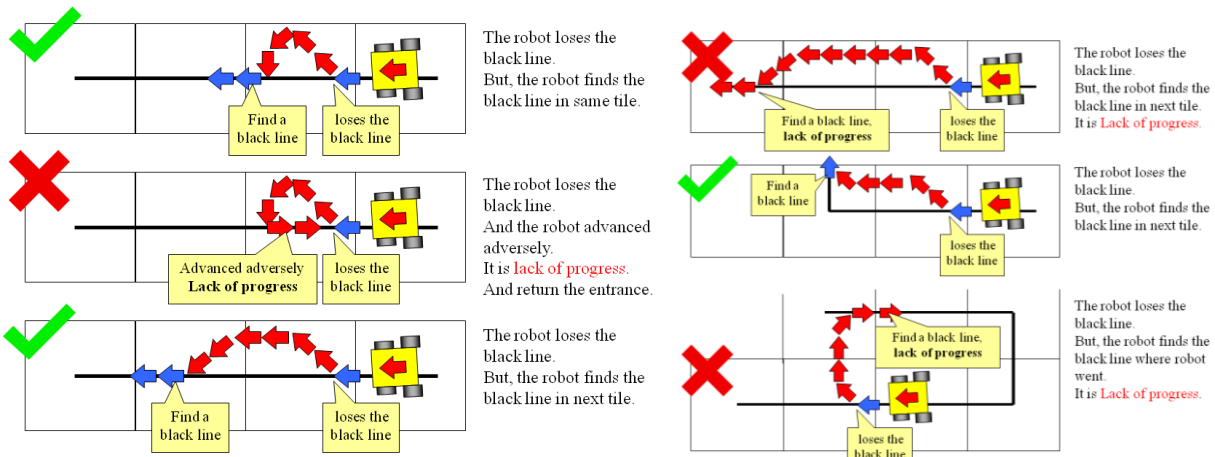 The robot loses the
black line.
But, the robot finds the
black line in same tile.
Find a
black line
loses the
black line
The robot loses the
black line.
And the robot advanced
adversely.
It is lack of progress.
And return the entrance.
Advanced adversely
Lack of progress
loses the
black line
The robot loses the
black line.
But, the robot finds the
black line in next tile.
Find a
black line
loses the
black line
The robot loses the
black line.
But, the robot finds the
black line in next tile.
It is Lack of progress.
Find a black line,
lack of progress
loses the
black line
The robot loses the
black line.
But, the robot finds the
black line in next tile.
Find a
black line
loses the
black line
The robot loses the
black line.
But, the robot finds the
black line where robot
went.
It is Lack of progress.
Find a black line,
lack of progress
loses the
black line